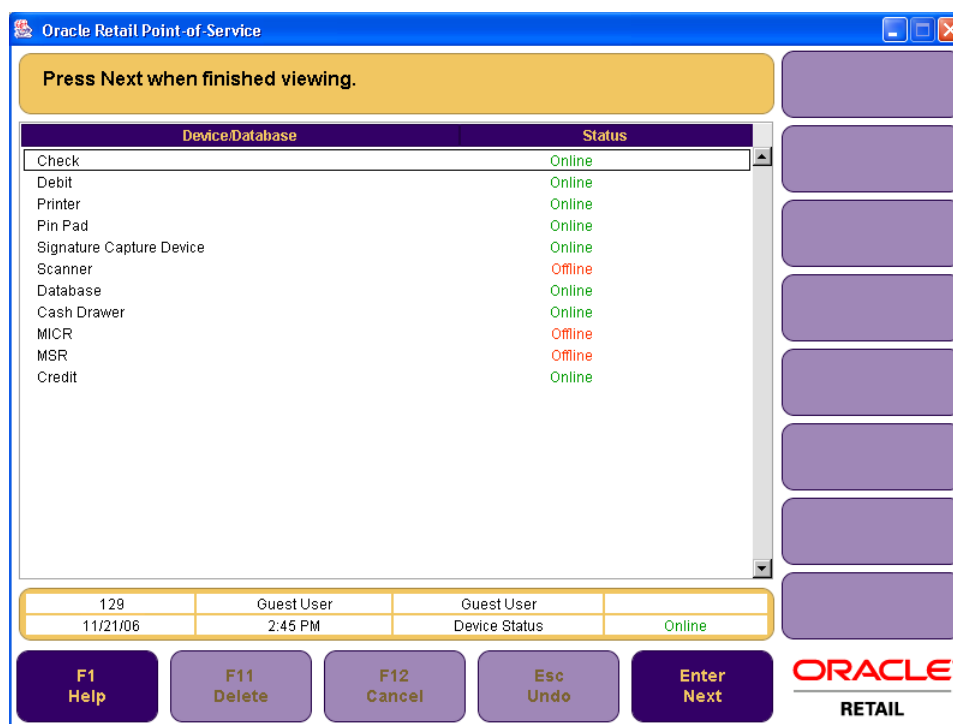 Oracle Retail Point-of-Service
Press Next when finished viewing.
Device/Database Status
Check Online
Debit Online
Printer Online
Pin Pad Online
Signature Capture Device Online
Scanner Offline
Database Online
Cash Drawer Online
MICR Offline
MSR Offline
Credit Online
129 Guest User Guest User
11/21/06 2:45 PM Device Status Online
F1 F11 F12 Esc Enter
Help Delete Cancel Undo Next
ORACLE
RETAIL